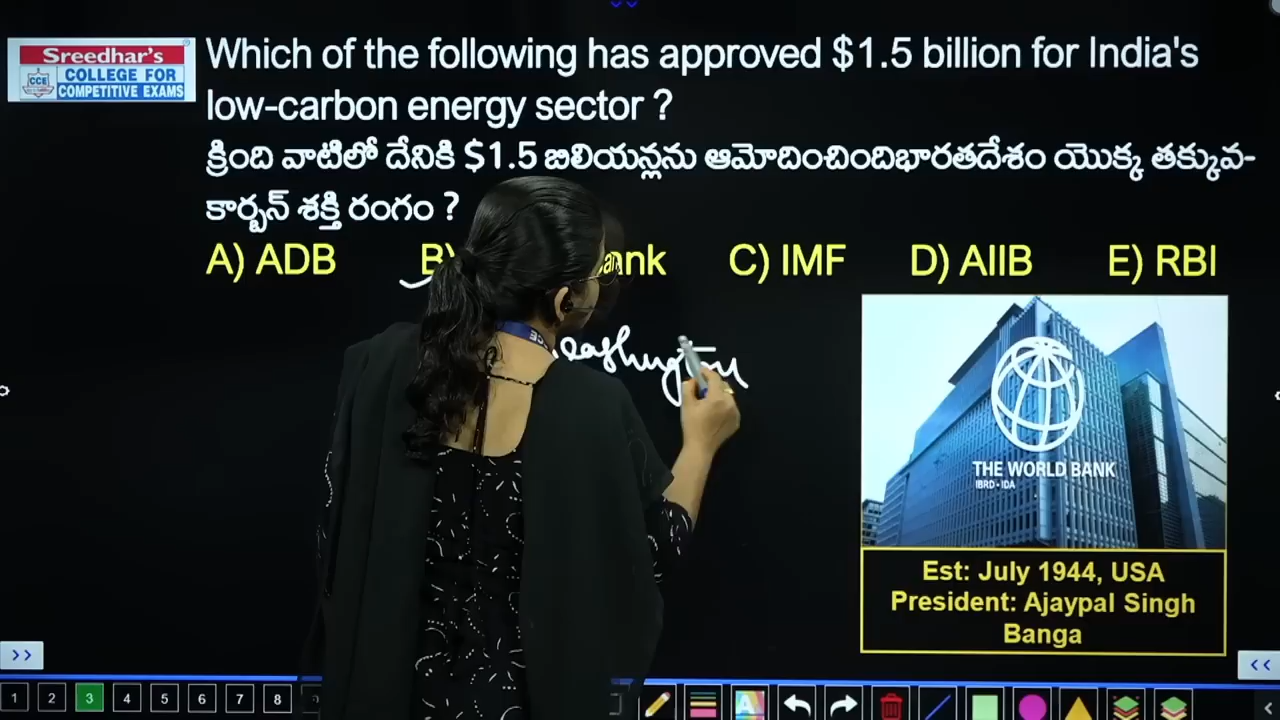 Sreedhar's
COLLEGE FOR
CCE
COMPETITIVE EXAMS
Which of the following has approved $1.5 billion for India's
low-carbon energy sector ?
క్రింది వాటిలో దేనికి $1.5 బిలియన్లను ఆమోదించిందిభారతదేశం యొక్క తక్కువ-
కార్బన్ శక్తి రంగం ?
A) ADB B) ank C) IMF D) AIIB E) RBI
washington
THE WORLD BANK
IBRD • IDA
Est: July 1944, USA
President: Ajaypal Singh
Banga
>> <<
1 2 3 4 5 6 7 8